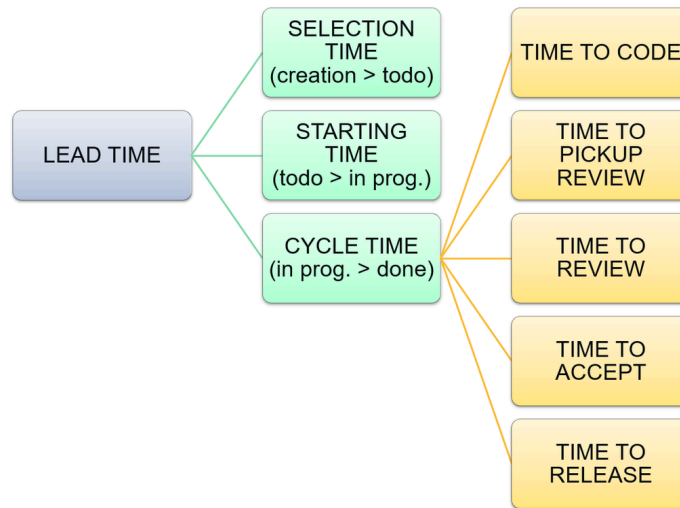 LEAD TIME
SELECTION
TIME
(creation > todo)
STARTING
TIME
(todo > in prog.)
CYCLE TIME
(in prog. > done)
TIME TO CODE
TIME TO
PICKUP
REVIEW
TIME TO
REVIEW
TIME TO
ACCEPT
TIME TO
RELEASE